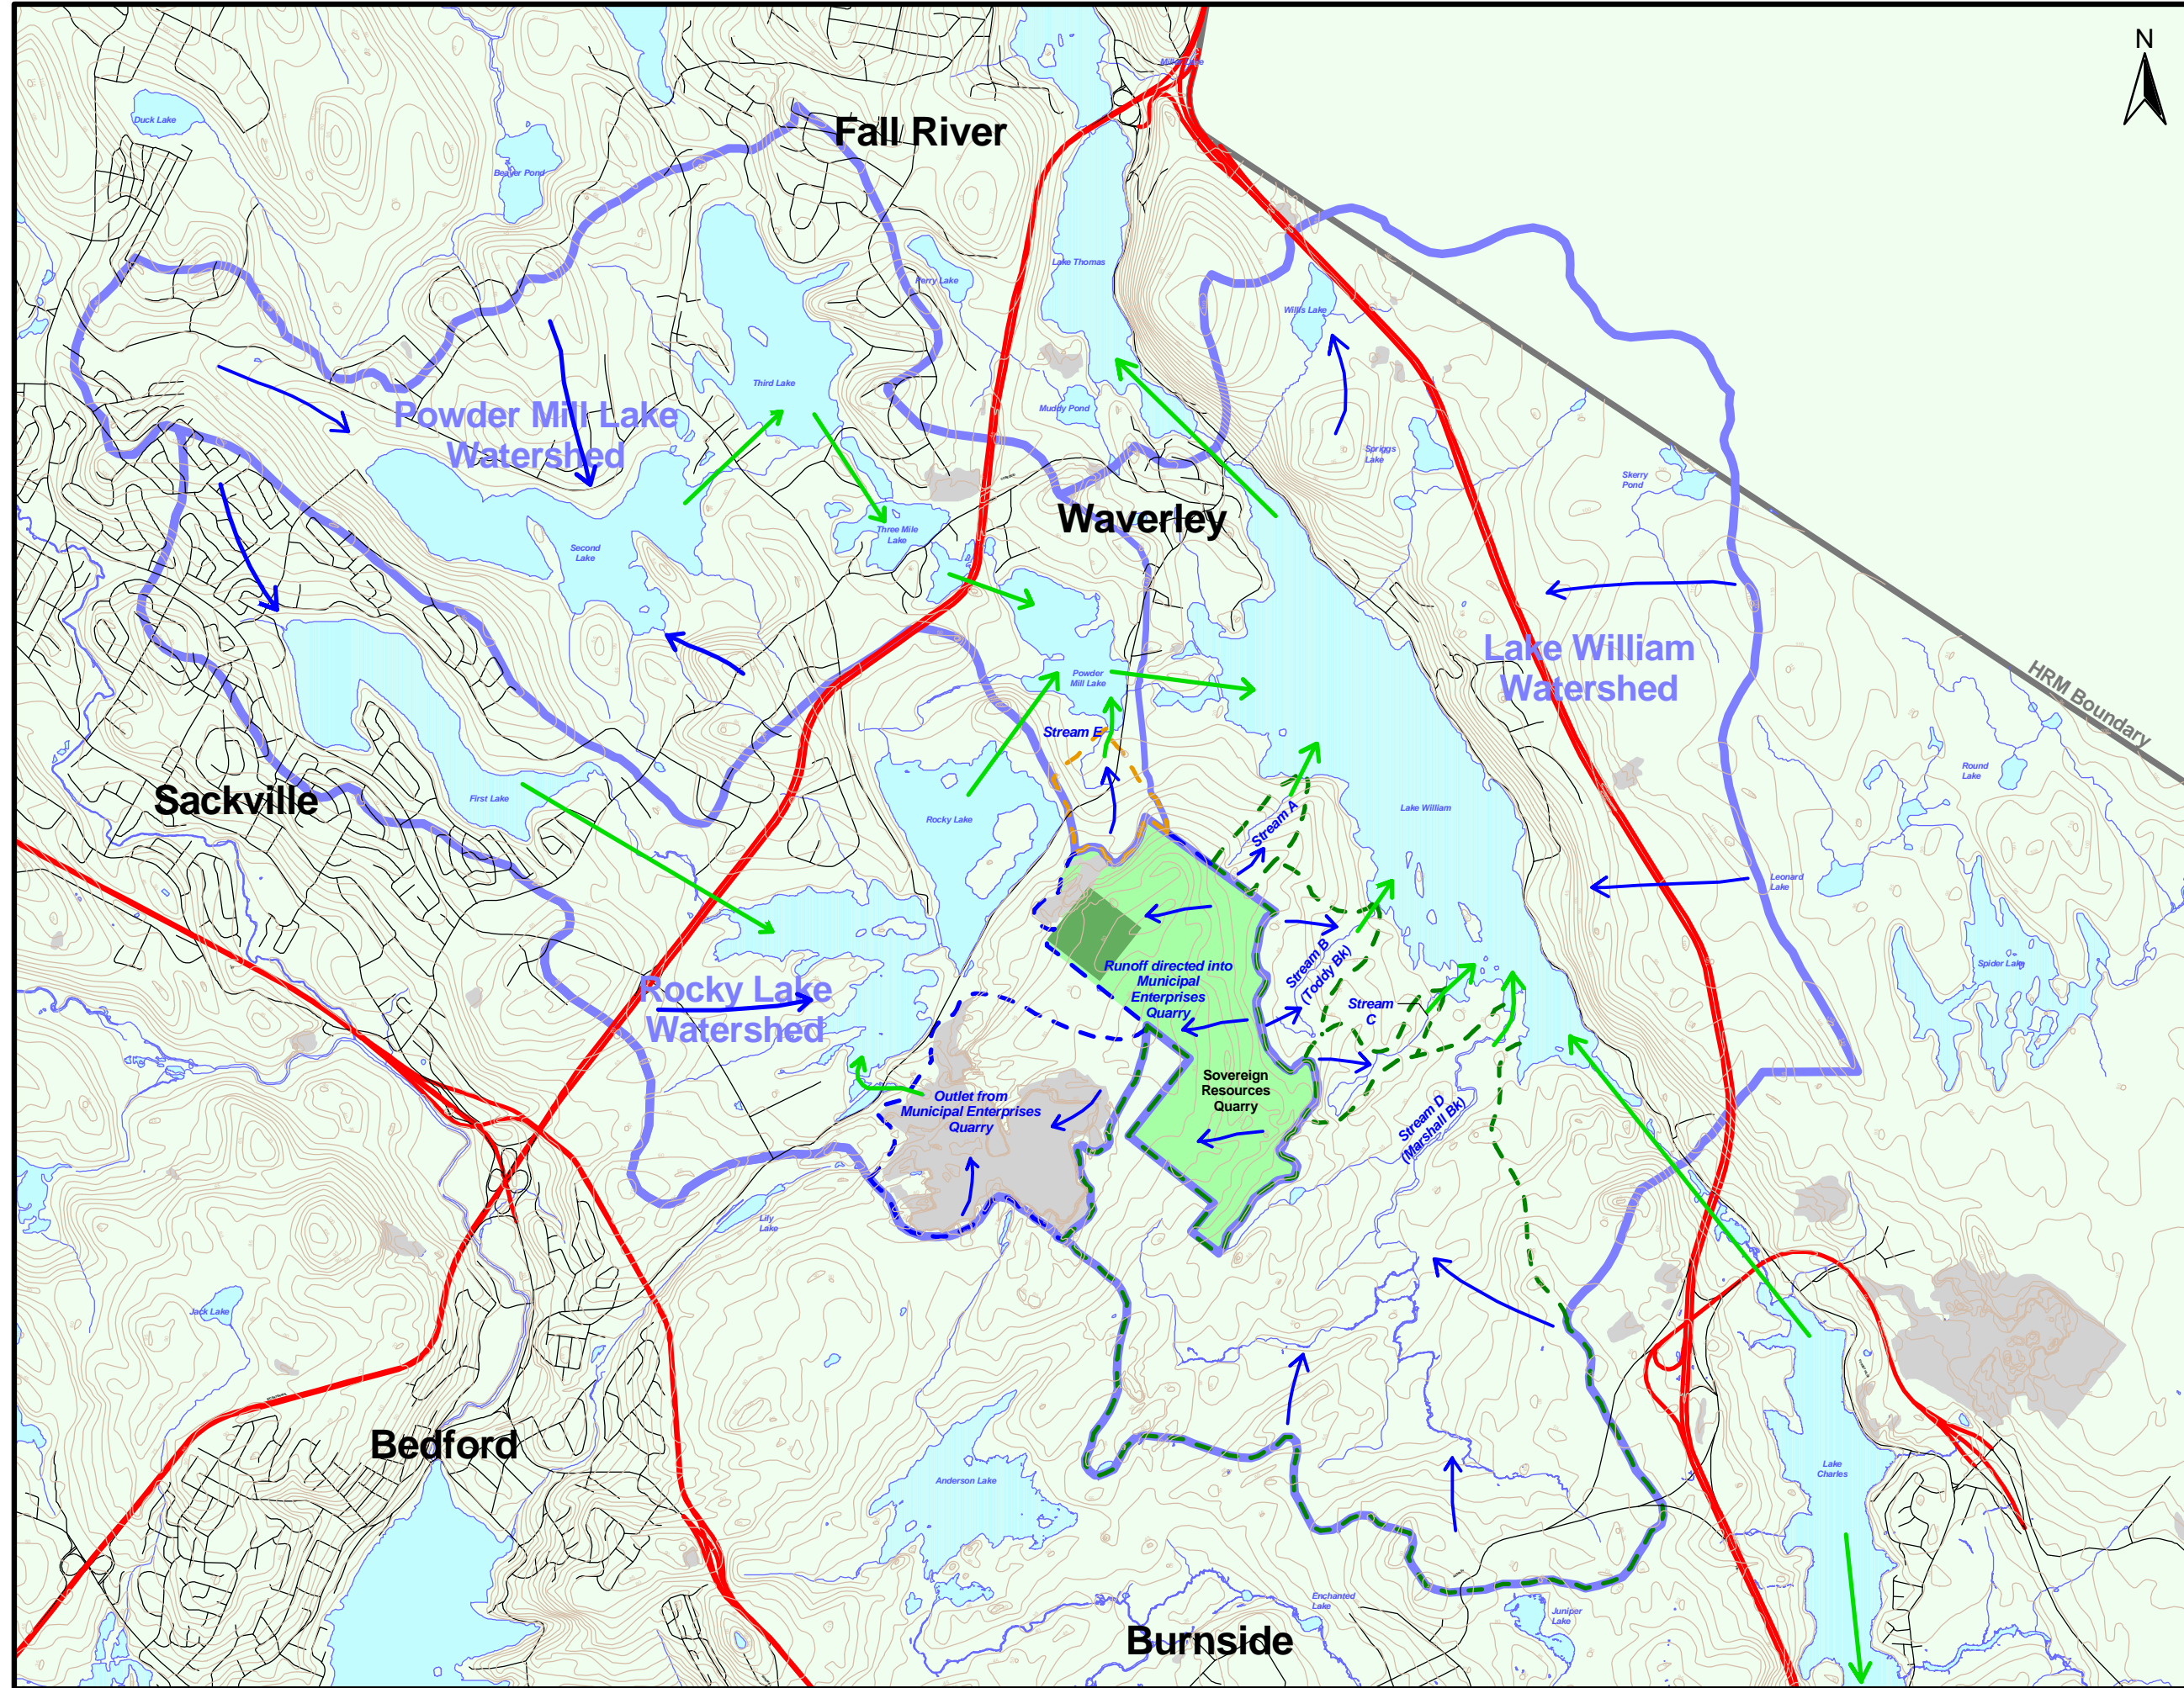 N
Miller Lake
Duck Lake
Fall River
Beaver Pond
Lake Thomas
Perry Lake
Willis Lake
Third Lake
Muddy Pond
Powder Mill Lake
Watershed
Spriggs
Lake
Skerry
Pond
Waverley
Three Mile
Lake
Second
Lake
Lake William
Watershed
HRM Boundary
Powder
Mill Lake
Stream E
Round
Lake
Sackville
First Lake
Rocky Lake
Lake William
Stream A
Leonard
Lake
Stream B
(Toddy Bk)
Spider Lake
Runoff directed into
Municipal
Enterprises
Quarry
Rocky Lake
Watershed
Stream
C
Sovereign
Resources
Quarry
Outlet from
Municipal Enterprises
Quarry
Stream D
(Marshall Bk)
Lily
Lake
Jack Lake
Bedford
Anderson Lake
Lake
Charles
Enchanted
Lake
Juniper
Lake
Burnside